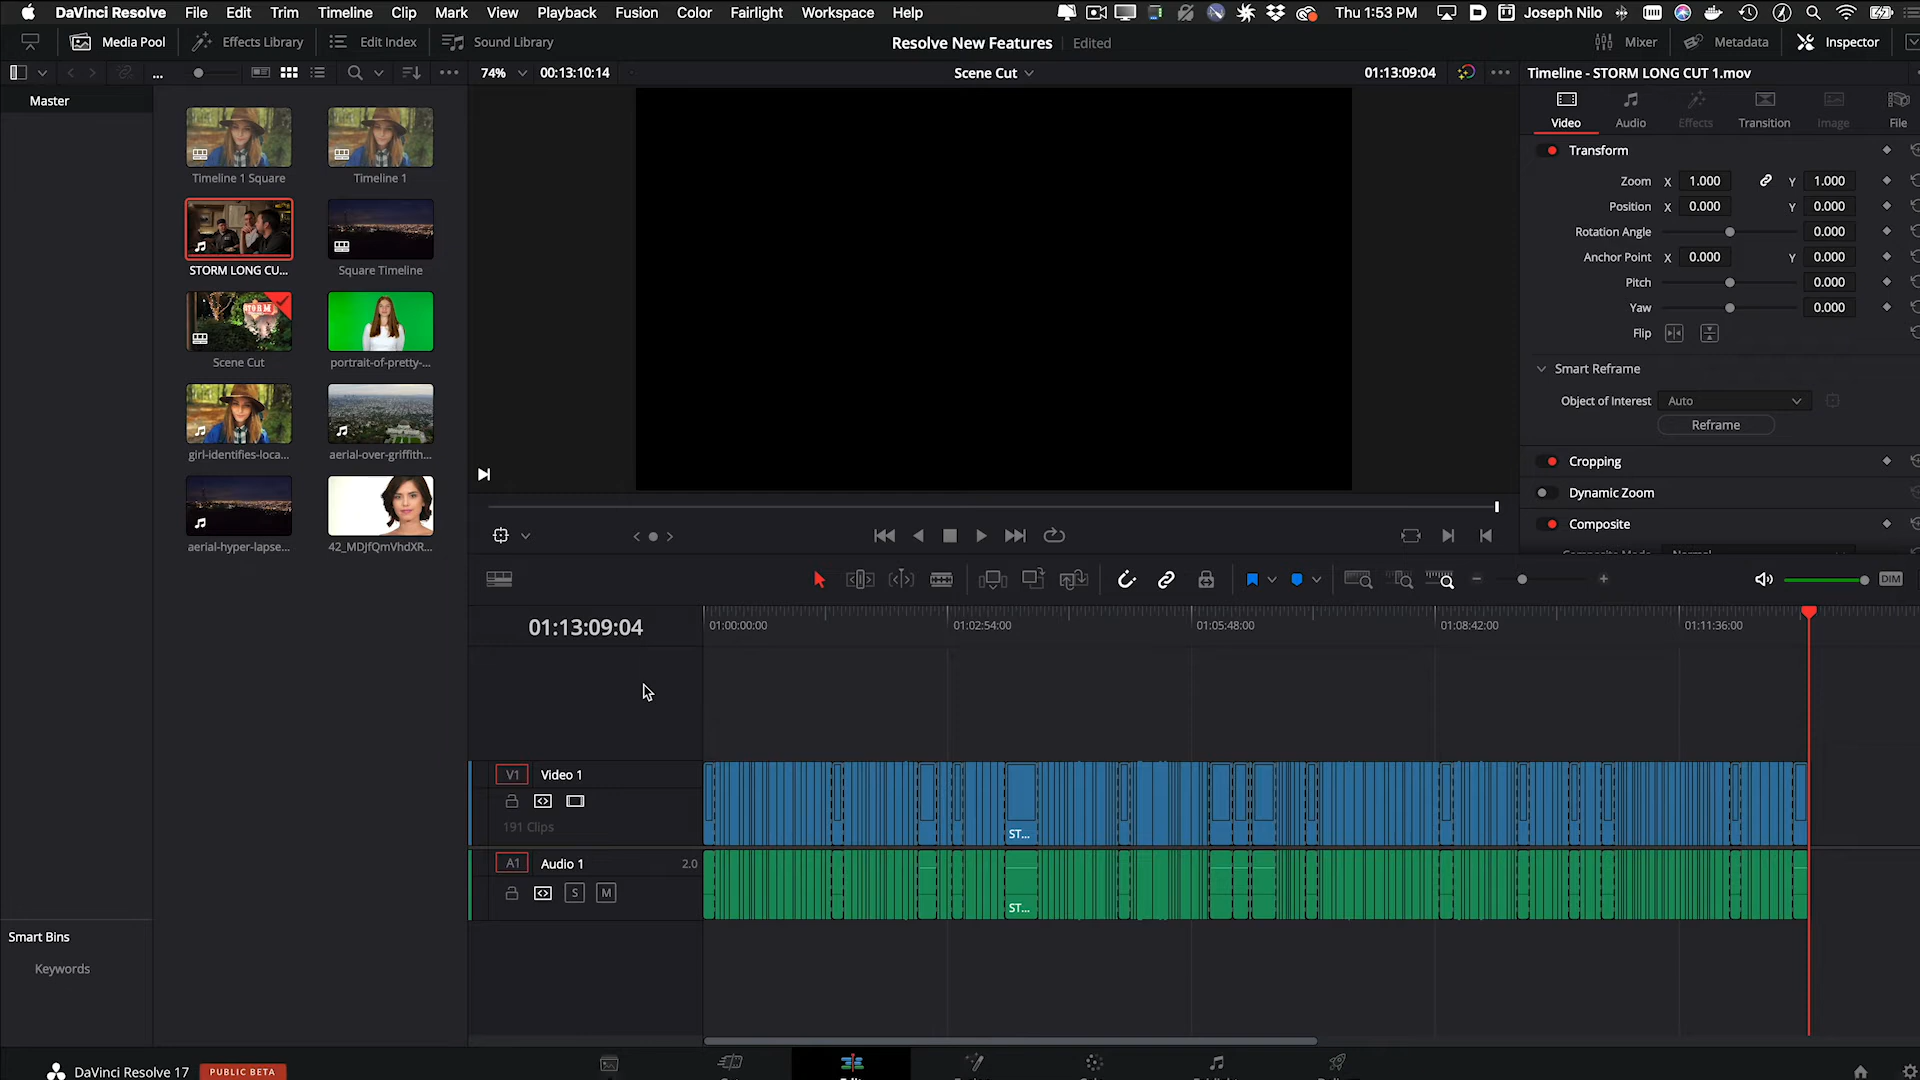 DaVinci Resolve File Edit Trim Timeline Clip Mark View Playback Fusion Color Fairlight Workspace Help Thu 1:53 PM Joseph Nilo
Media Pool Effects Library Edit Index Sound Library Resolve New Features Edited Mixer Metadata Inspector
74% 00:13:10:14 Scene Cut 01:13:09:04 Timeline - STORM LONG CUT 1.mov
Master
Video Audio Effects Transition Image File
Timeline 1 Square Timeline 1
STORM LONG CU... Square Timeline
Scene Cut portrait-of-pretty-...
girl-identifies-loca... aerial-over-griffith...
aerial-hyper-lapse... 42_MDJfQmVhdXR...
Transform
Zoom X 1.000 Y 1.000
Position X 0.000 Y 0.000
Rotation Angle 0.000
Anchor Point X 0.000 Y 0.000
Pitch 0.000
Yaw 0.000
Flip
Smart Reframe
Object of Interest Auto
Reframe
Cropping
Dynamic Zoom
Composite
DIM
01:13:09:04
01:00:00:00 01:02:54:00 01:05:48:00 01:08:42:00 01:11:36:00
V1 Video 1
191 Clips
ST...
A1 Audio 1 2.0
S M
ST...
Smart Bins
Keywords
DaVinci Resolve 17 PUBLIC BETA